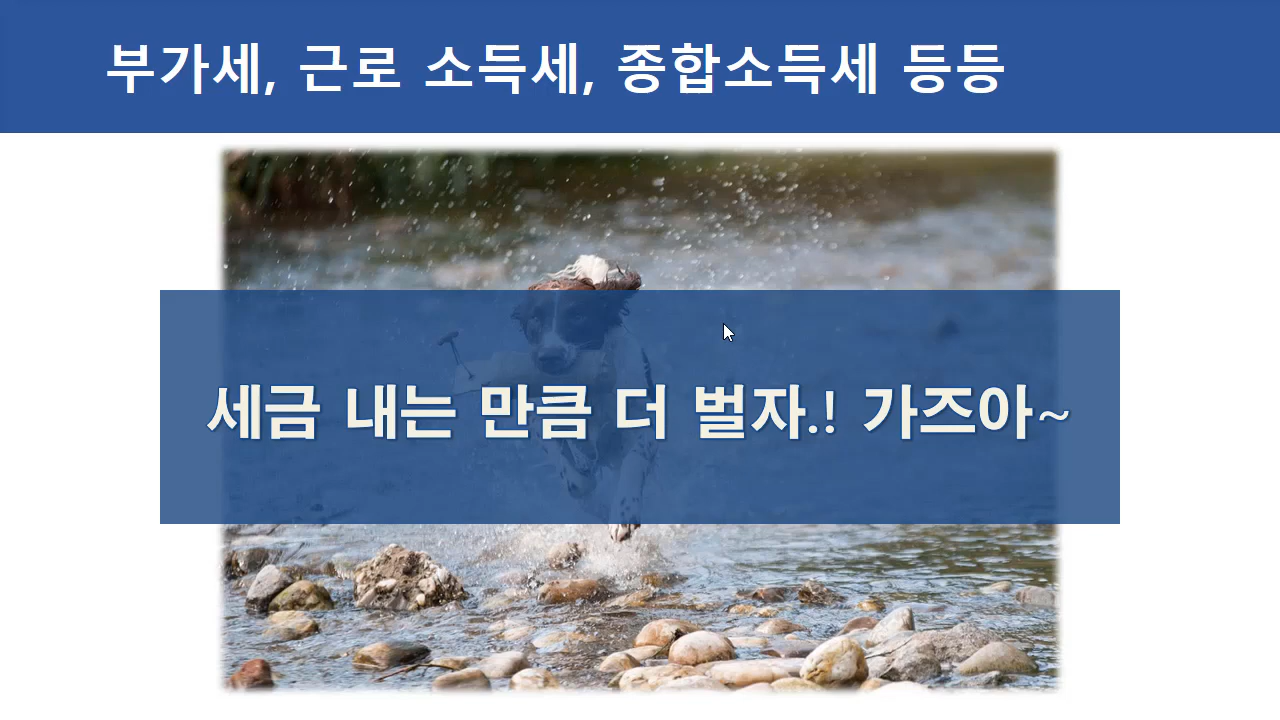 부가세, 근로 소득세, 종합소득세 등등
세금 내는 만큼 더 벌자.! 가즈아~